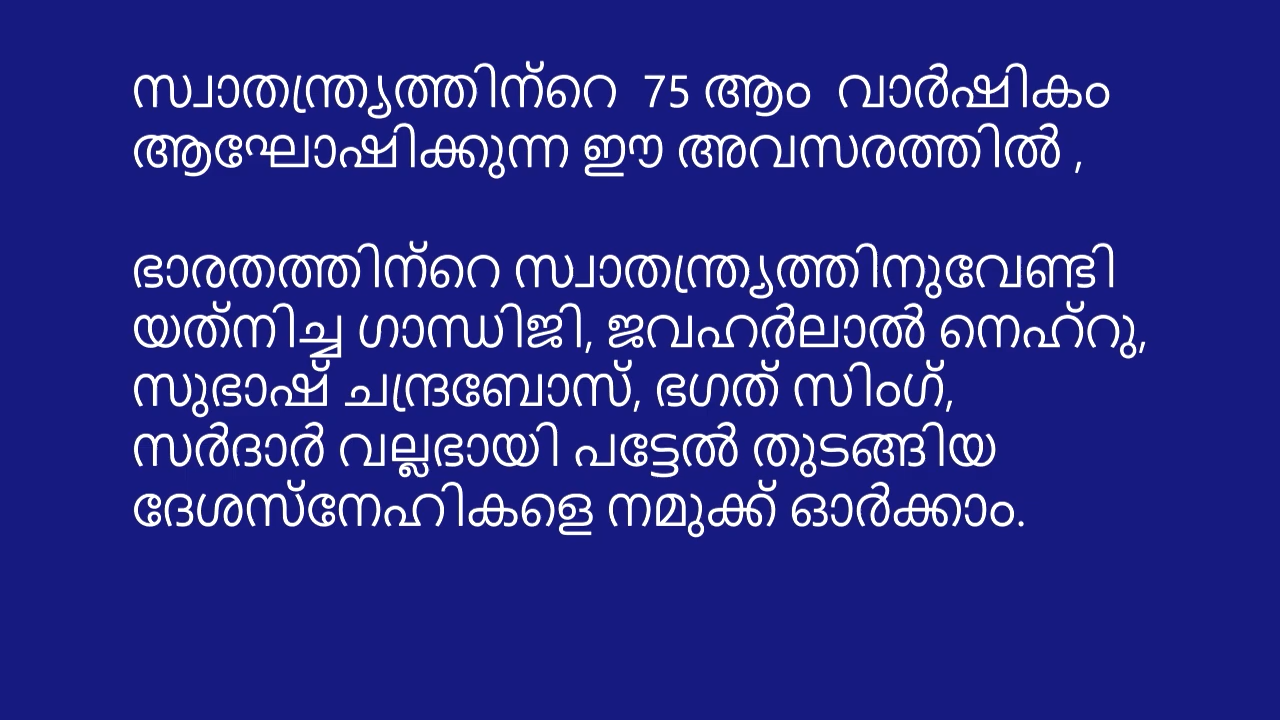 സ്വാതന്ത്ര്യത്തിന്റെ 75 ആം വാർഷികം
ആഘോഷിക്കുന്ന ഈ അവസരത്തിൽ ,
ഭാരതത്തിന്റെ സ്വാതന്ത്ര്യത്തിനുവേണ്ടി
യത്നിച്ച ഗാന്ധിജി, ജവഹർലാൽ നെഹ്റു,
സുഭാഷ് ചന്ദ്രബോസ്, ഭഗത് സിംഗ്,
സർദാർ വല്ലഭായി പട്ടേൽ തുടങ്ങിയ
ദേശസ്നേഹികളെ നമുക്ക് ഓർക്കാം.